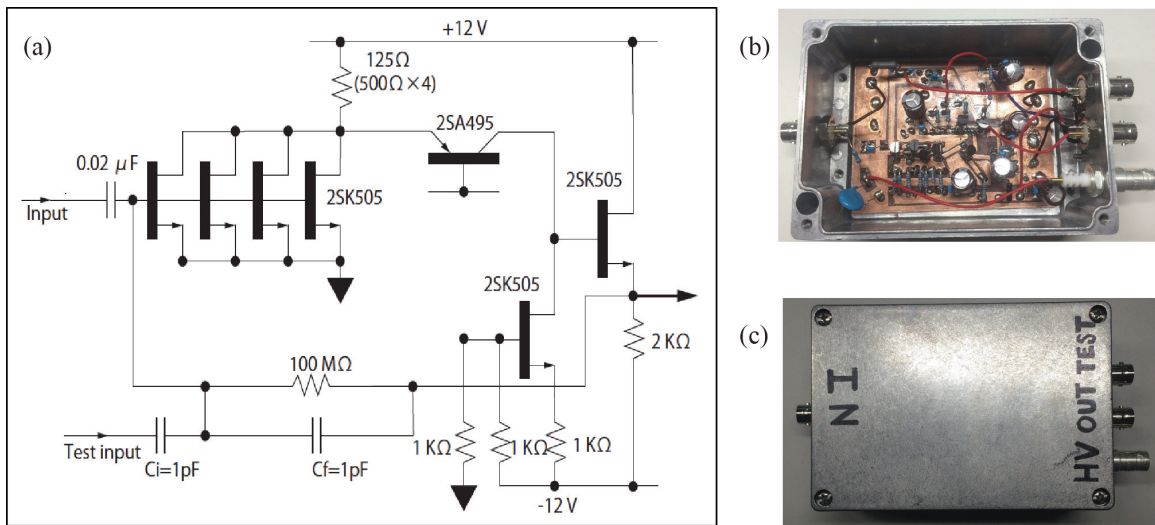 (a)
+12 V
125Ω
(500Ω × 4)
2SA495
0.02 μF
2SK505
2SK505
Input
2SK505
2 KΩ
100 MΩ
1 KΩ
1 KΩ
1 KΩ
Test input
Ci=1pF
Cf=1pF
-12 V
(b)
(c)
IN
HV OUT TEST